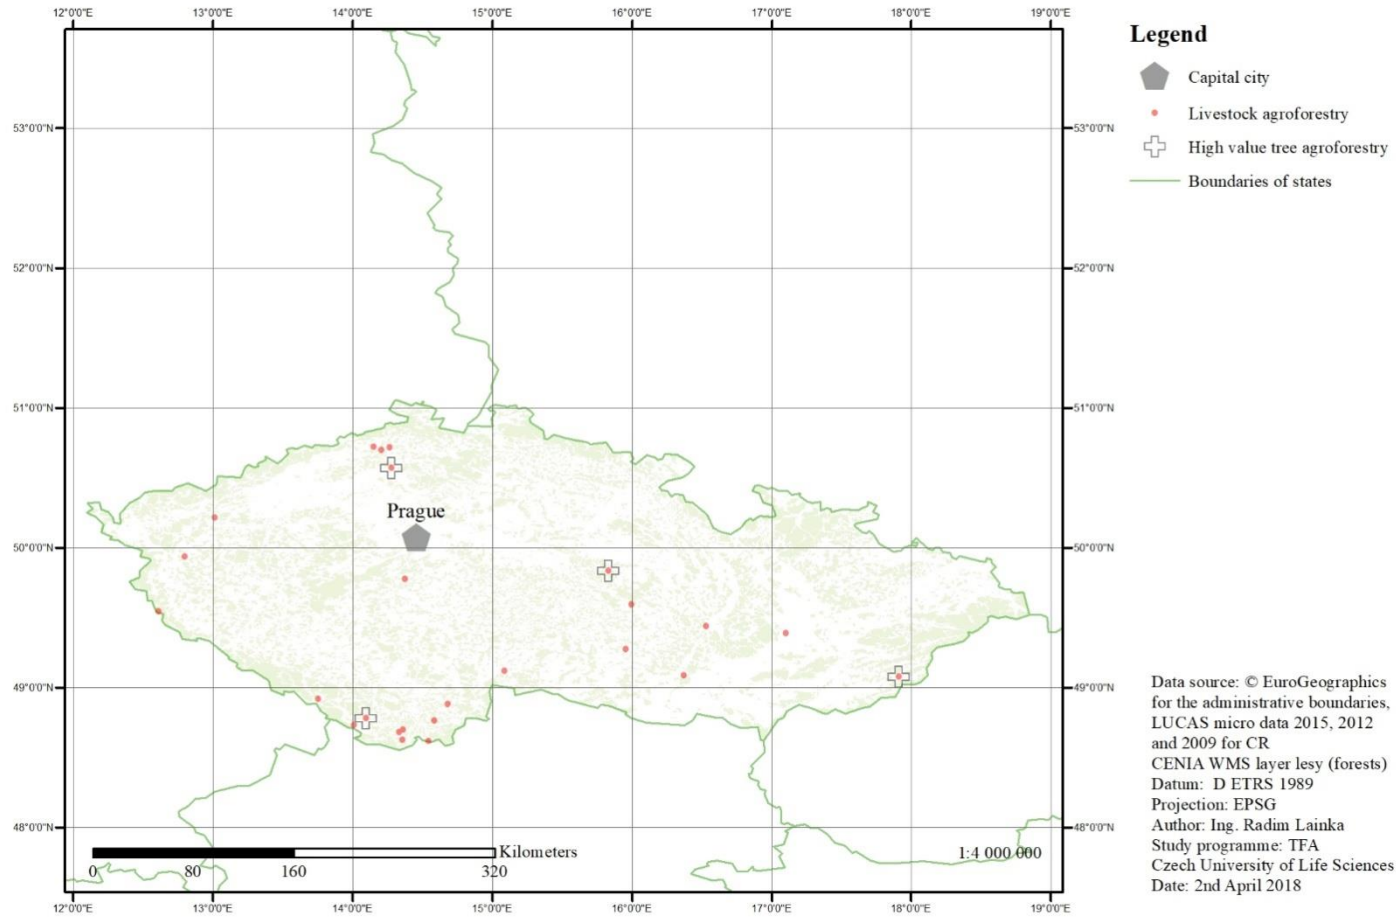 12°0'0"E 13°0'0"E 14°0'0"E 15°0'0"E 16°0'0"E 17°0'0"E 18°0'0"E 19°0'0"E
Legend
Capital city
Livestock agroforestry
High value tree agroforestry
Boundaries of states
53°0'0"N 53°0'0"N
52°0'0"N 52°0'0"N
51°0'0"N 51°0'0"N
Prague
50°0'0"N 50°0'0"N
49°0'0"N 49°0'0"N
48°0'0"N 48°0'0"N
Kilometers
0 80 160 320
1:4 000 000
12°0'0"E 13°0'0"E 14°0'0"E 15°0'0"E 16°0'0"E 17°0'0"E 18°0'0"E 19°0'0"E
Data source: © EuroGeographics
for the administrative boundaries,
LUCAS micro data 2015, 2012
and 2009 for CR
CENIA WMS layer lesy (forests)
Datum: D ETRS 1989
Projection: EPSG
Author: Ing. Radim Lainka
Study programme: TFA
Czech University of Life Sciences
Date: 2nd April 2018